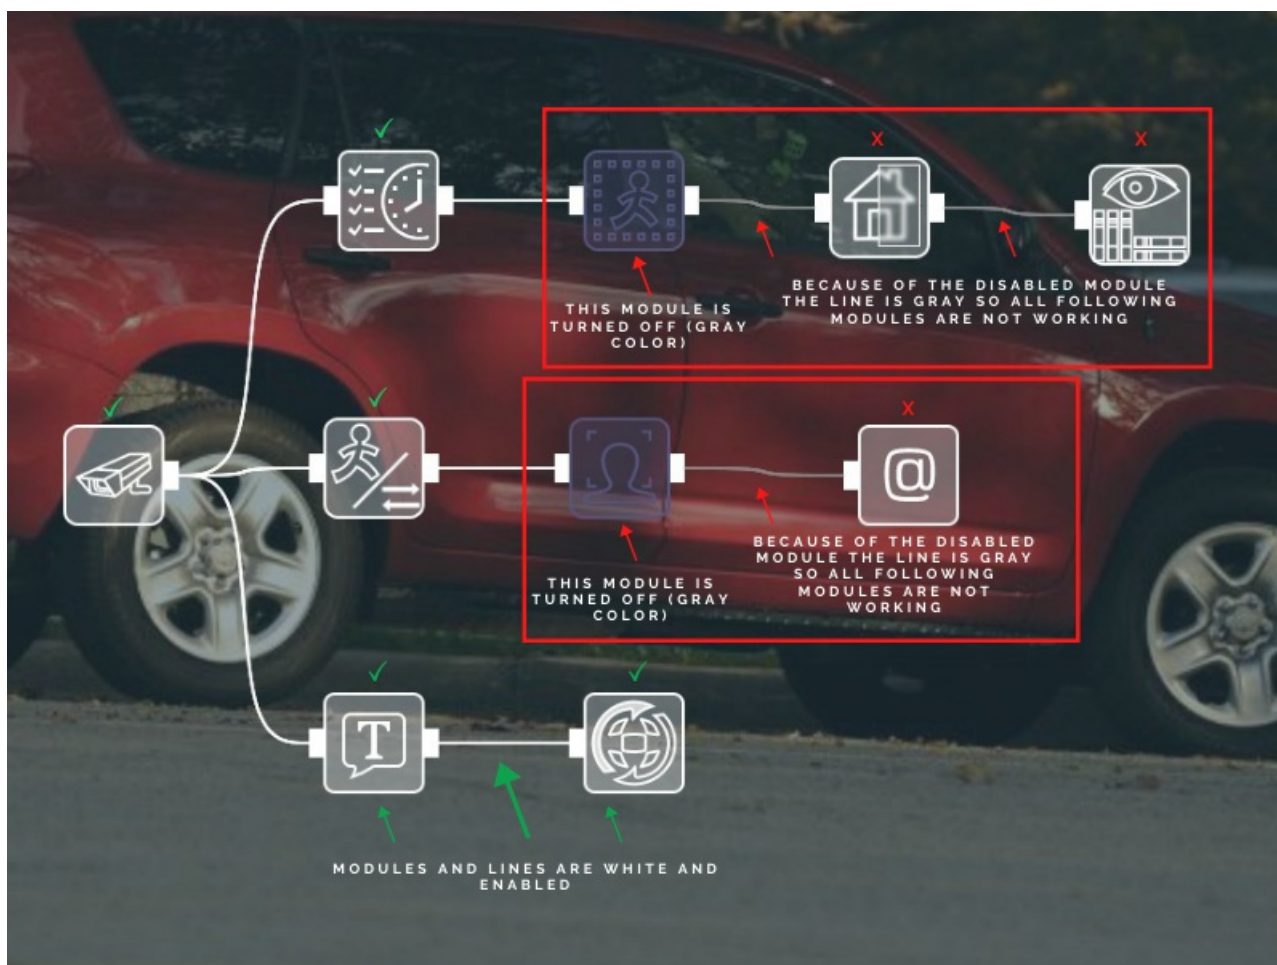 X
X
THIS MODULE IS
TURNED OFF (GRAY
COLOR)
BECAUSE OF THE DISABLED MODULE
THE LINE IS GRAY SO ALL FOLLOWING
MODULES ARE NOT WORKING
X
@
THIS MODULE IS
TURNED OFF (GRAY
COLOR)
BECAUSE OF THE DISABLED
MODULE THE LINE IS GRAY
SO ALL FOLLOWING
MODULES ARE NOT
WORKING
T
MODULES AND LINES ARE WHITE AND
ENABLED